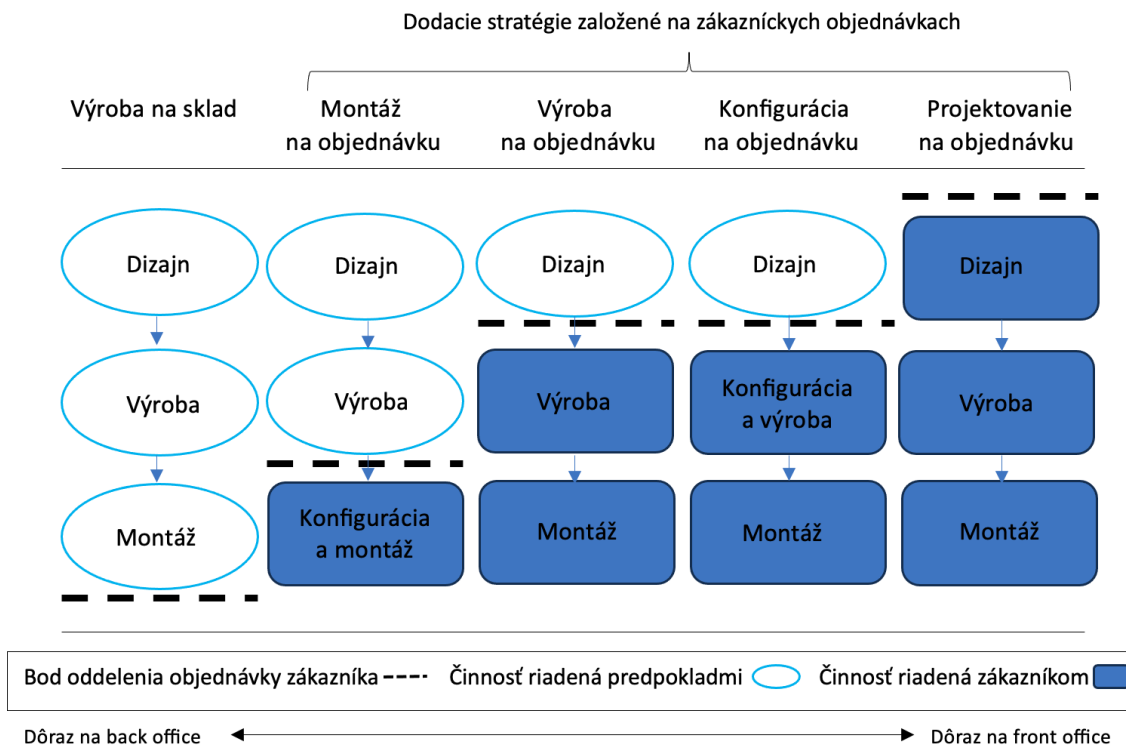 Dodacie stratégie založené na zákazníckych objednávkach
Výroba na sklad
Montáž
na objednávku
Výroba
na objednávku
Konfigurácia
na objednávku
Projektovanie
na objednávku
Dizajn
Dizajn
Dizajn
Dizajn
Dizajn
Výroba
Výroba
Výroba
Konfigurácia
a výroba
Výroba
Montáž
Konfigurácia
a montáž
Montáž
Montáž
Montáž
Bod oddelenia objednávky zákazníka
Činnosť riadená predpokladmi
Činnosť riadená zákazníkom
Dôraz na back office
Dôraz na front office